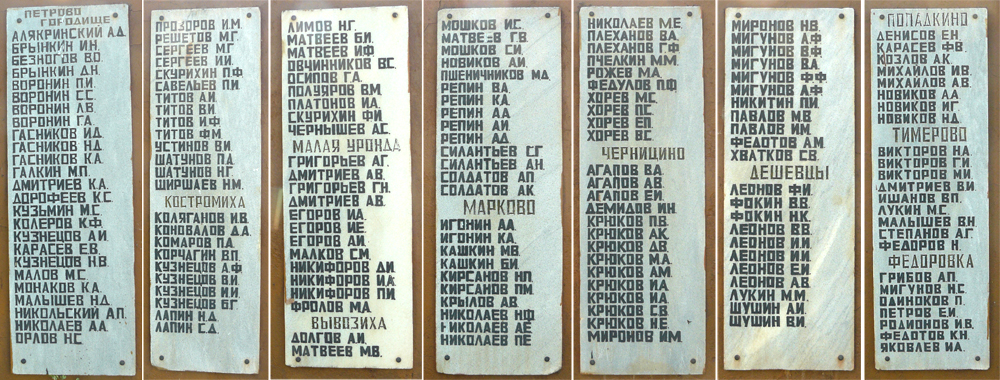 ПЕТРОВО
ГОРОДИЩЕ
АЛЯКРИНСКИЙ А.Д.
БРЫНКИН И.Н.
БЕЗНОГОВ В.О.
БРЫНКИН Д.Н.
ВОРОНИН П.И.
ВОРОНИН С.С.
ВОРОНИН Л.В.
ВОРОНИН Г.А.
ГАСНИКОВ И.Д.
ГАСНИКОВ Н.Д.
ГАСНИКОВ К.А.
ГАЛКИН М.П.
ДМИТРИЕВ К.А.
ДОРОФЕЕВ К.С.
КУЗЬМИН И.С.
КОЛЕРОВ К.Ф.
КУЗНЕЦОВ А.И.
КАРАСЕВ Е.В.
КУЗНЕЦОВ Н.В.
МАЛОВ И.С.
МОНАКОВ К.А.
МАЛЫШЕВ Н.Д.
НИКОЛЬСКИЙ А.П.
НИКОЛАЕВ А.А.
ОРЛОВ Н.С.
ПРОЗОРОВ И.М.
РЕШЕТОВ М.Г.
СЕРГЕЕВ М.Г.
СЕРГЕЕВ И.И.
СКУРИХИН П.Ф.
САВЕЛЬЕВ П.И.
ТИТОВ А.И.
ТИТОВ В.И.
ТИТОВ И.Ф.
ТИТОВ Ф.М.
УСТИНОВ В.И.
ШАТУНОВ П.Д.
ШАТУНОВ Н.Г.
ШИРШАЕВ Н.М.
КОСТРОМИХА
КОЛЯГАНОВ И.В.
КОНОВАЛОВ Д.А.
КОМАРОВ П.Д.
КОРЧАГИН В.П.
КУЗНЕЦОВ А.Ф.
КУЗНЕЦОВ В.И.
КУЗНЕЦОВ И.И.
КУЗНЕЦОВ Б.Г.
ЛАПИН Н.Д.
ЛАПИН С.Д.
ЛИМОВ Н.Г.
МАТВЕЕВ Б.И.
МАТВЕЕВ И.Ф.
ОВЧИННИКОВ В.С.
ОСИПОВ Г.А.
ПОЛУЯРОВ В.М.
ПЛАТОНОВ И.А.
СКУРИХИН Ф.И.
ЧЕРНЫШЕВ А.С.
МАЛАЯ УРОНДА
ГРИГОРЬЕВ А.Г.
ДМИТРИЕВ А.В.
ГРИГОРЬЕВ Г.Н.
ДМИТРИЕВ А.В.
ЕГОРОВ И.А.
ЕГОРОВ И.Е.
ЕГОРОВ А.И.
МАЛКОВ С.М.
НИКИФОРОВ Д.И.
НИКИФОРОВ И.А.
НИКИФОРОВ П.И.
ФРОЛОВ М.А.
ВЫВОЗИХА
ДОЛГОВ А.И.
МАТВЕЕВ М.В.
МОШКОВ И.С.
МАТВЕЕВ Г.В.
МОШКОВ С.И.
НОВИКОВ А.И.
ПШЕНИЧНИКОВ М.Д.
РЕПИН В.А.
РЕПИН К.А.
РЕПИН А.А.
РЕПИН А.И.
РЕПИН А.Д.
СИЛАНТЬЕВ С.Г.
СИЛАНТЬЕВ А.Н.
СОЛДАТОВ А.П.
СОЛДАТОВ А.К.
МАРКОВО
ИГОНИН А.А.
ИГОНИН К.А.
КАШКИН М.В.
КАШКИН Б.И.
КИРСАНОВ Н.П.
КИРСАНОВ П.М.
КРЫЛОВ А.В.
НИКОЛАЕВ Н.Ф.
НИКОЛАЕВ А.Е.
НИКОЛАЕВ П.Е.
НИКОЛАЕВ М.Е.
ПЛЕХАНОВ В.А.
ПЛЕХАНОВ Г.Ф.
ПЧЕЛКИН М.М.
РОЖЕВ М.А.
ФЕДУЛОВ П.Ф.
ХОРЕВ М.С.
ХОРЕВ П.С.
ХОРЕВ В.Е.
ХОРЕВ В.С.
ЧЕРНИЦИНО
АГАПОВ В.А.
АГАПОВ А.В.
АГАПОВ Е.И.
ДЕМИДОВ И.Н.
КРЮКОВ П.В.
КРЮКОВ А.К.
КРЮКОВ Д.В.
КРЮКОВ М.А.
КРЮКОВ А.М.
КРЮКОВ И.А.
КРЮКОВ И.А.
КРЮКОВ С.В.
КРЮКОВ Н.Е.
МИРОНОВ И.М.
МИРОНОВ Н.В.
МИГУНОВ А.Ф.
МИГУНОВ В.А.
МИГУНОВ В.А.
МИГУНОВ Ф.Ф.
МИГУНОВ А.Ф.
НИКИТИН П.И.
ПАВЛОВ М.В.
ПАВЛОВ И.М.
ФЕДОТОВ А.М.
ХВАТКОВ С.В.
ДЕШЕВЦЫ
ЛЕОНОВ Ф.И.
ФОКИН В.В.
ФОКИН Н.К.
ЛЕОНОВ В.В.
ЛЕОНОВ И.И.
ЛЕОНОВ И.И.
ЛЕОНОВ Е.И.
ЛЕОНОВ А.В.
ЛУКИН М.М.
ШУШИН А.И.
ШУШИН В.И.
ПОПАДКИНО
ДЕНИСОВ Е.Н.
КАРАСЕВ Ф.В.
КОЗЛОВ А.К.
МИХАЙЛОВ И.В.
МИХАЙЛОВ А.В.
НОВИКОВ А.А.
НОВИКОВ И.Г.
НОВИКОВ Н.Д.
ТИМЕРОВО
ВИКТОРОВ Н.А.
ВИКТОРОВ Г.И.
ВИКТОРОВ М.И.
ДМИТРИЕВ В.И.
ИШАНОВ В.П.
ЛУКИН М.С.
МАЛЫШЕВ В.Н.
СТЕПАНОВ А.Г.
ФЕДОРОВ Н.
ФЕДОРОВКА
ГРИБОВ А.П.
МИГУНОВ Н.С.
ОДИНОКОВ П.
ПЕТРОВ Е.И.
РОДИОНОВ И.В.
ФЕДОТОВ К.Н.
ЯКОВЛЕВ И.А.